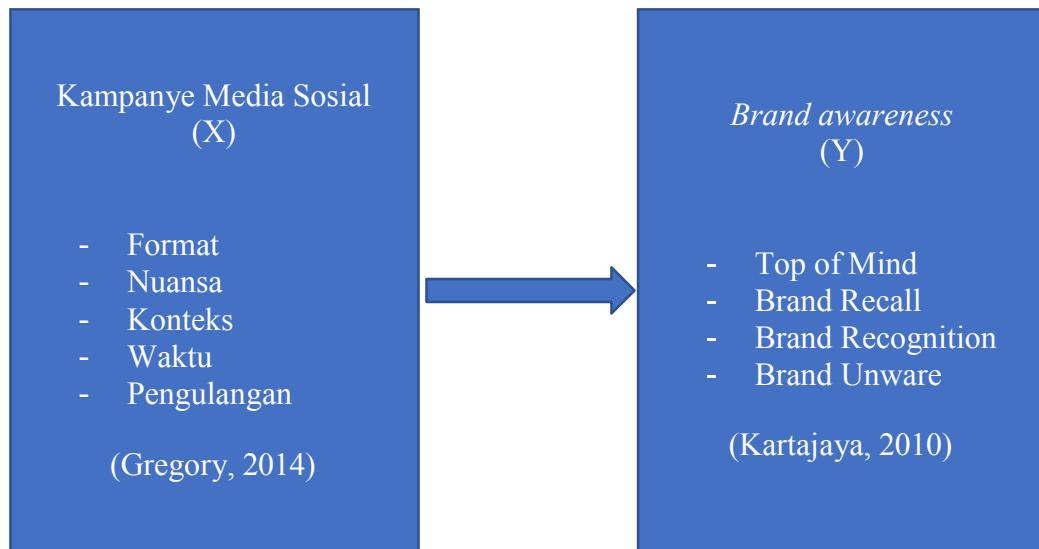 Kampanye Media Sosial
(X)
- Format
- Nuansa
- Konteks
- Waktu
- Pengulangan
(Gregory, 2014)
Brand awareness
(Y)
- Top of Mind
- Brand Recall
- Brand Recognition
- Brand Unware
(Kartajaya, 2010)